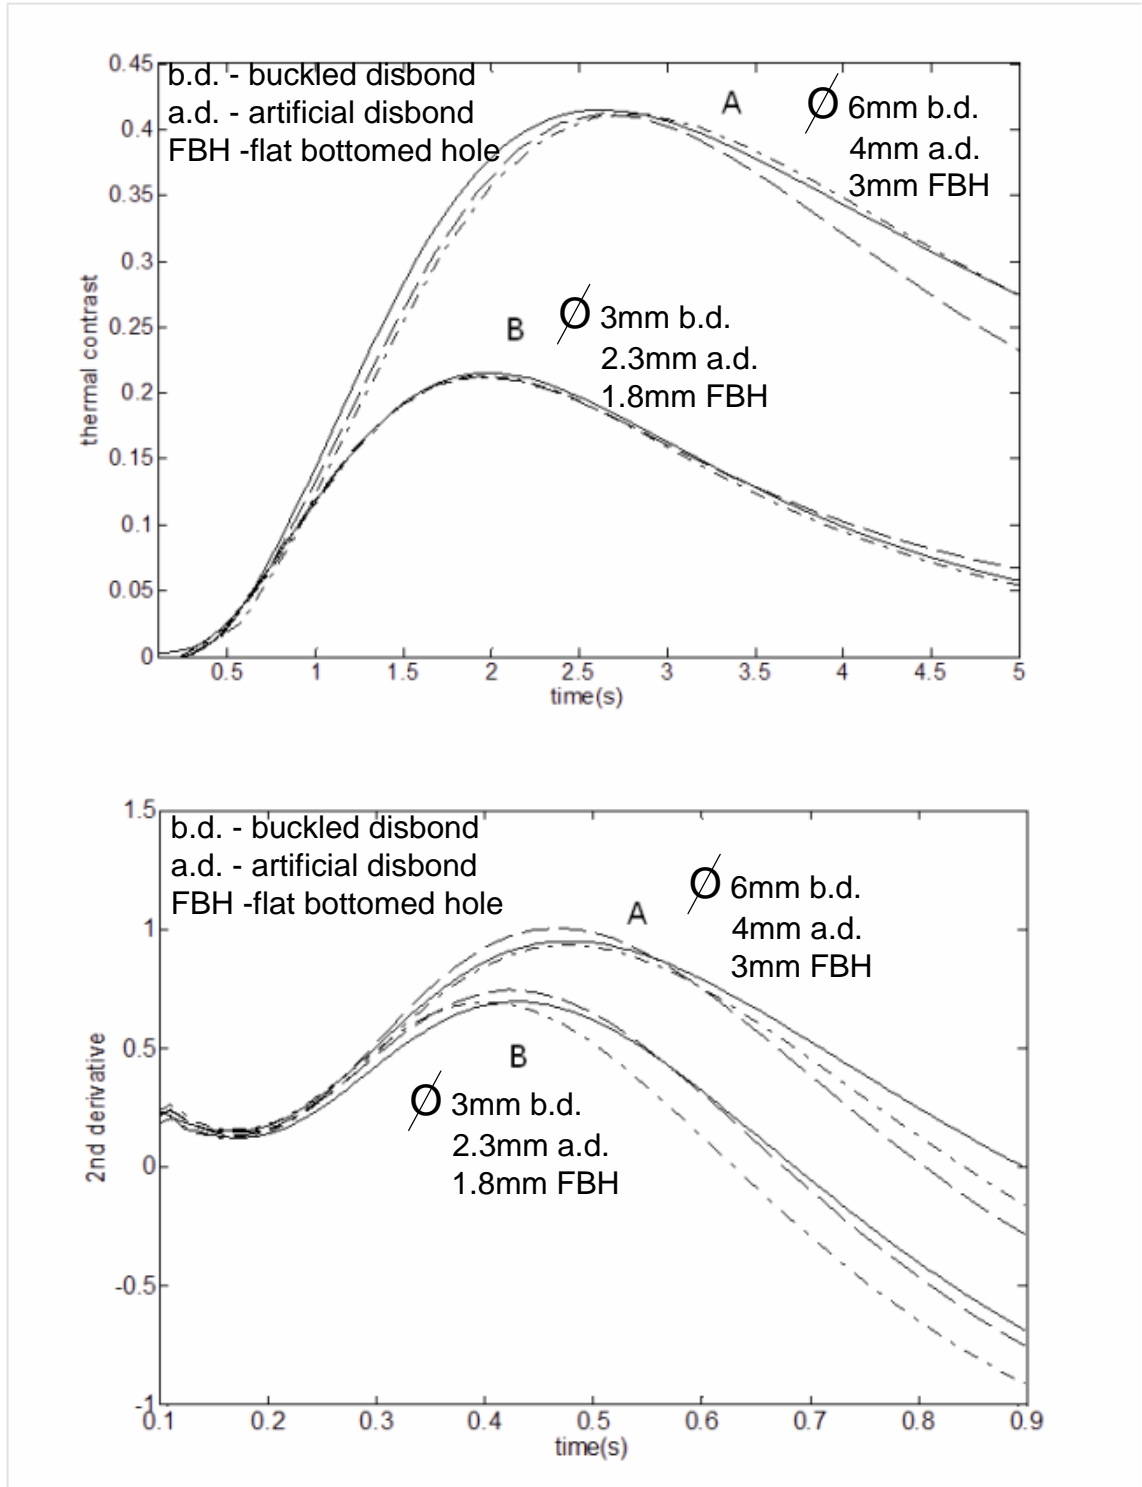 0.45
b.d. - buckled disbond
a.d. - artificial disbond
FBH -flat bottomed hole
A
Ø 6mm b.d.
4mm a.d.
3mm FBH
0.4
0.35
0.3
0.25
0.2
0.15
0.1
0.05
0
thermal contrast
B
Ø 3mm b.d.
2.3mm a.d.
1.8mm FBH
0.5 1 1.5 2 2.5 3 3.5 4 4.5 5
time(s)
1.5
b.d. - buckled disbond
a.d. - artificial disbond
FBH -flat bottomed hole
A
Ø 6mm b.d.
4mm a.d.
3mm FBH
1
0.5
0
-0.5
-1
2nd derivative
B
Ø 3mm b.d.
2.3mm a.d.
1.8mm FBH
0.1 0.2 0.3 0.4 0.5 0.6 0.7 0.8 0.9
time(s)